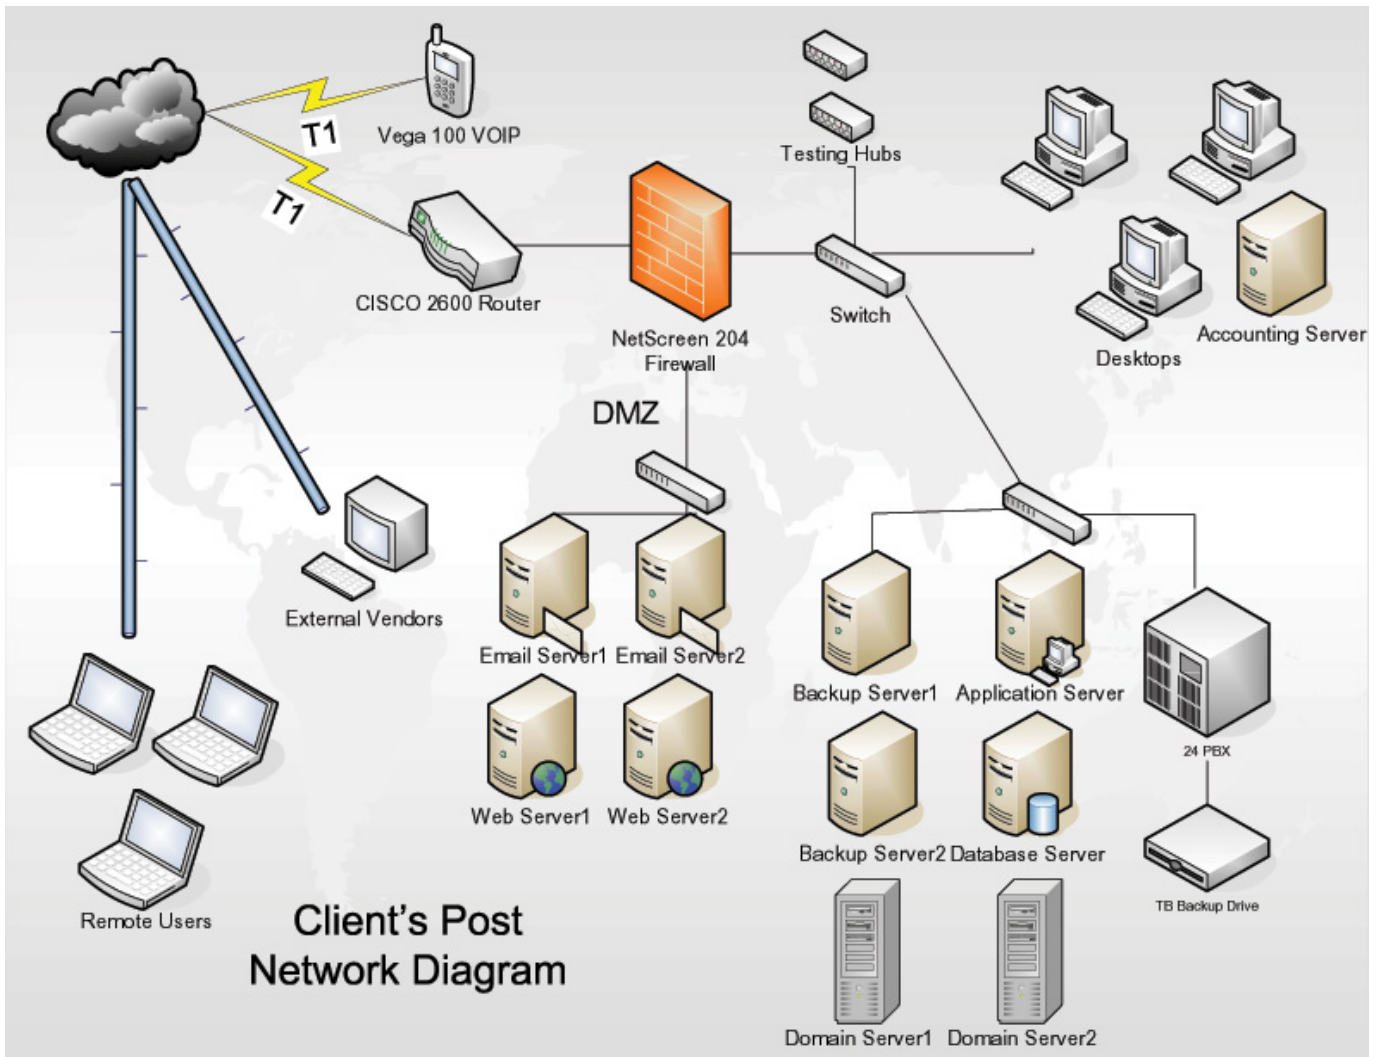 T1
Vega 100 VOIP
T1
CISCO 2600 Router
NetScreen 204
Firewall
Testing Hubs
Switch
Desktops
Accounting Server
DMZ
External Vendors
Email Server1
Email Server2
Web Server1
Web Server2
Backup Server1
Application Server
24 PBX
Backup Server2
Database Server
TB Backup Drive
Domain Server1
Domain Server2
Remote Users
Client's Post
Network Diagram